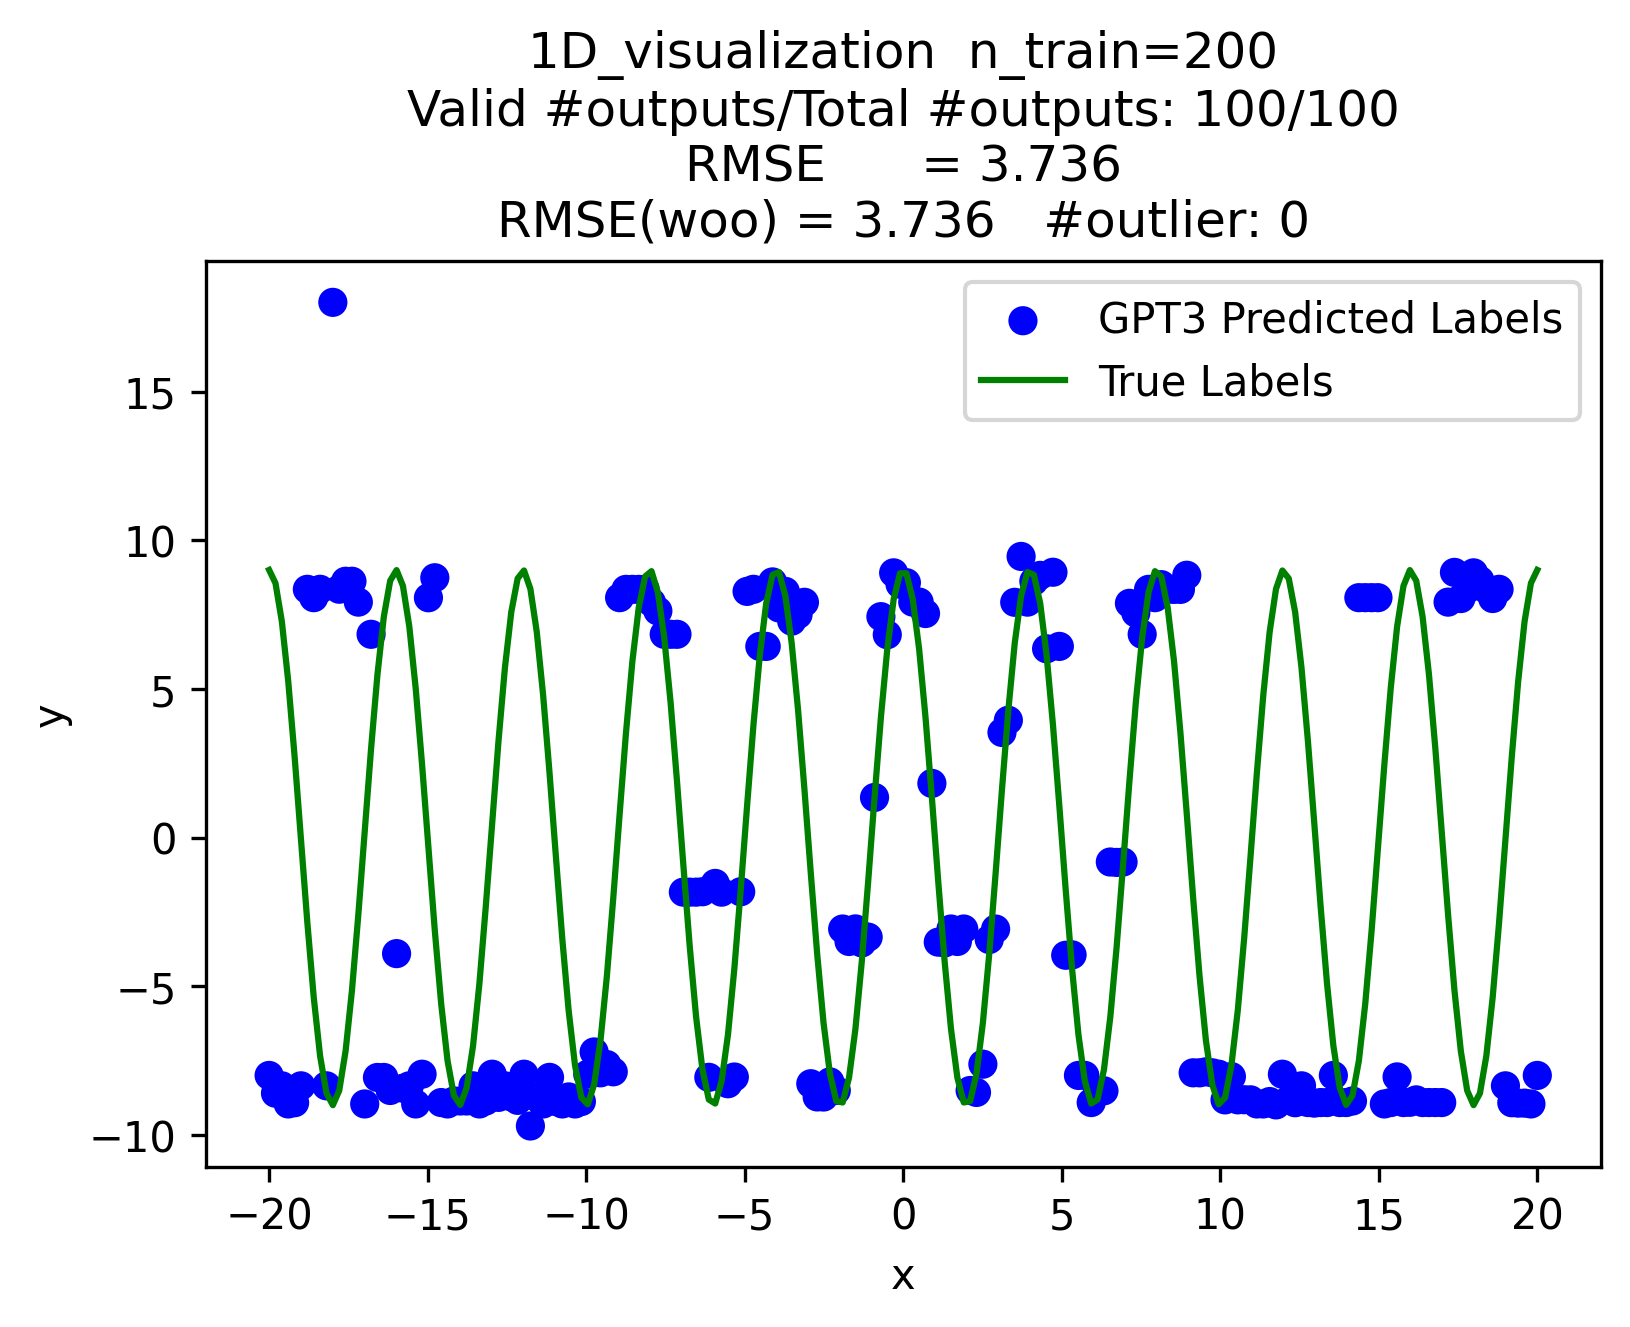 1D_visualization  n_train=200
Valid #outputs/Total #outputs: 100/100
RMSE      = 3.736
RMSE(woo) = 3.736   #outlier: 0
GPT3 Predicted Labels
True Labels
15
10
5
0
−5
−10
y
−20 −15 −10 −5 0 5 10 15 20
x